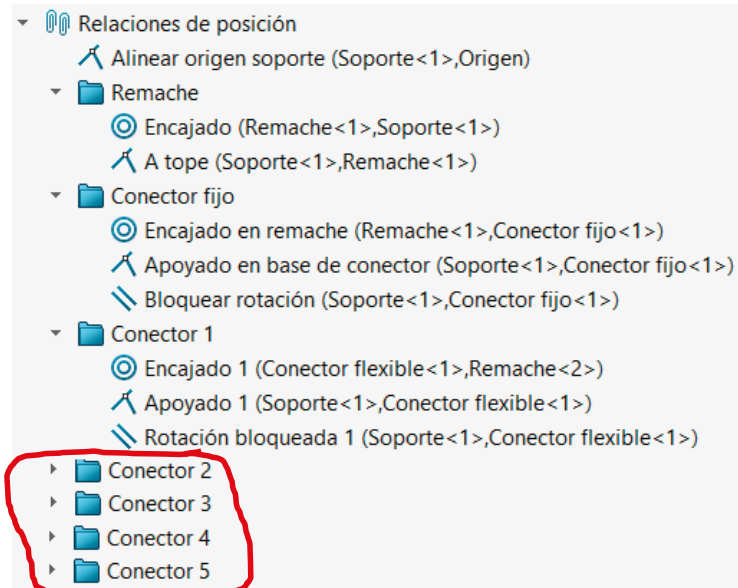 Relaciones de posición
Alinear origen soporte (Soporte<1>,Origen)
Remache
Encajado (Remache<1>,Soporte<1>)
A tope (Soporte<1>,Remache<1>)
Conector fijo
Encajado en remache (Remache<1>,Conector fijo<1>)
Apoyado en base de conector (Soporte<1>,Conector fijo<1>)
Bloquear rotación (Soporte<1>,Conector fijo<1>)
Conector 1
Encajado 1 (Conector flexible<1>,Remache<2>)
Apoyado 1 (Soporte<1>,Conector flexible<1>)
Rotación bloqueada 1 (Soporte<1>,Conector flexible<1>)
Conector 2
Conector 3
Conector 4
Conector 5